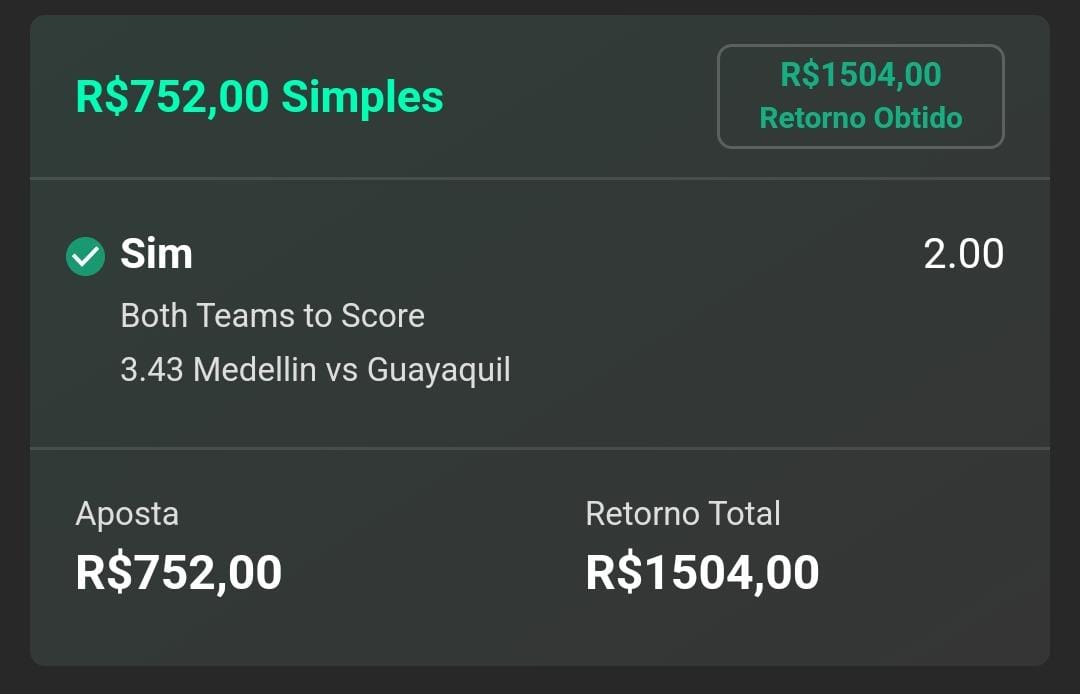 R$752,00 Simples
R$1504,00
Retorno Obtido
Sim
2.00
Both Teams to Score
3.43 Medellin vs Guayaquil
Aposta
Retorno Total
R$752,00
R$1504,00